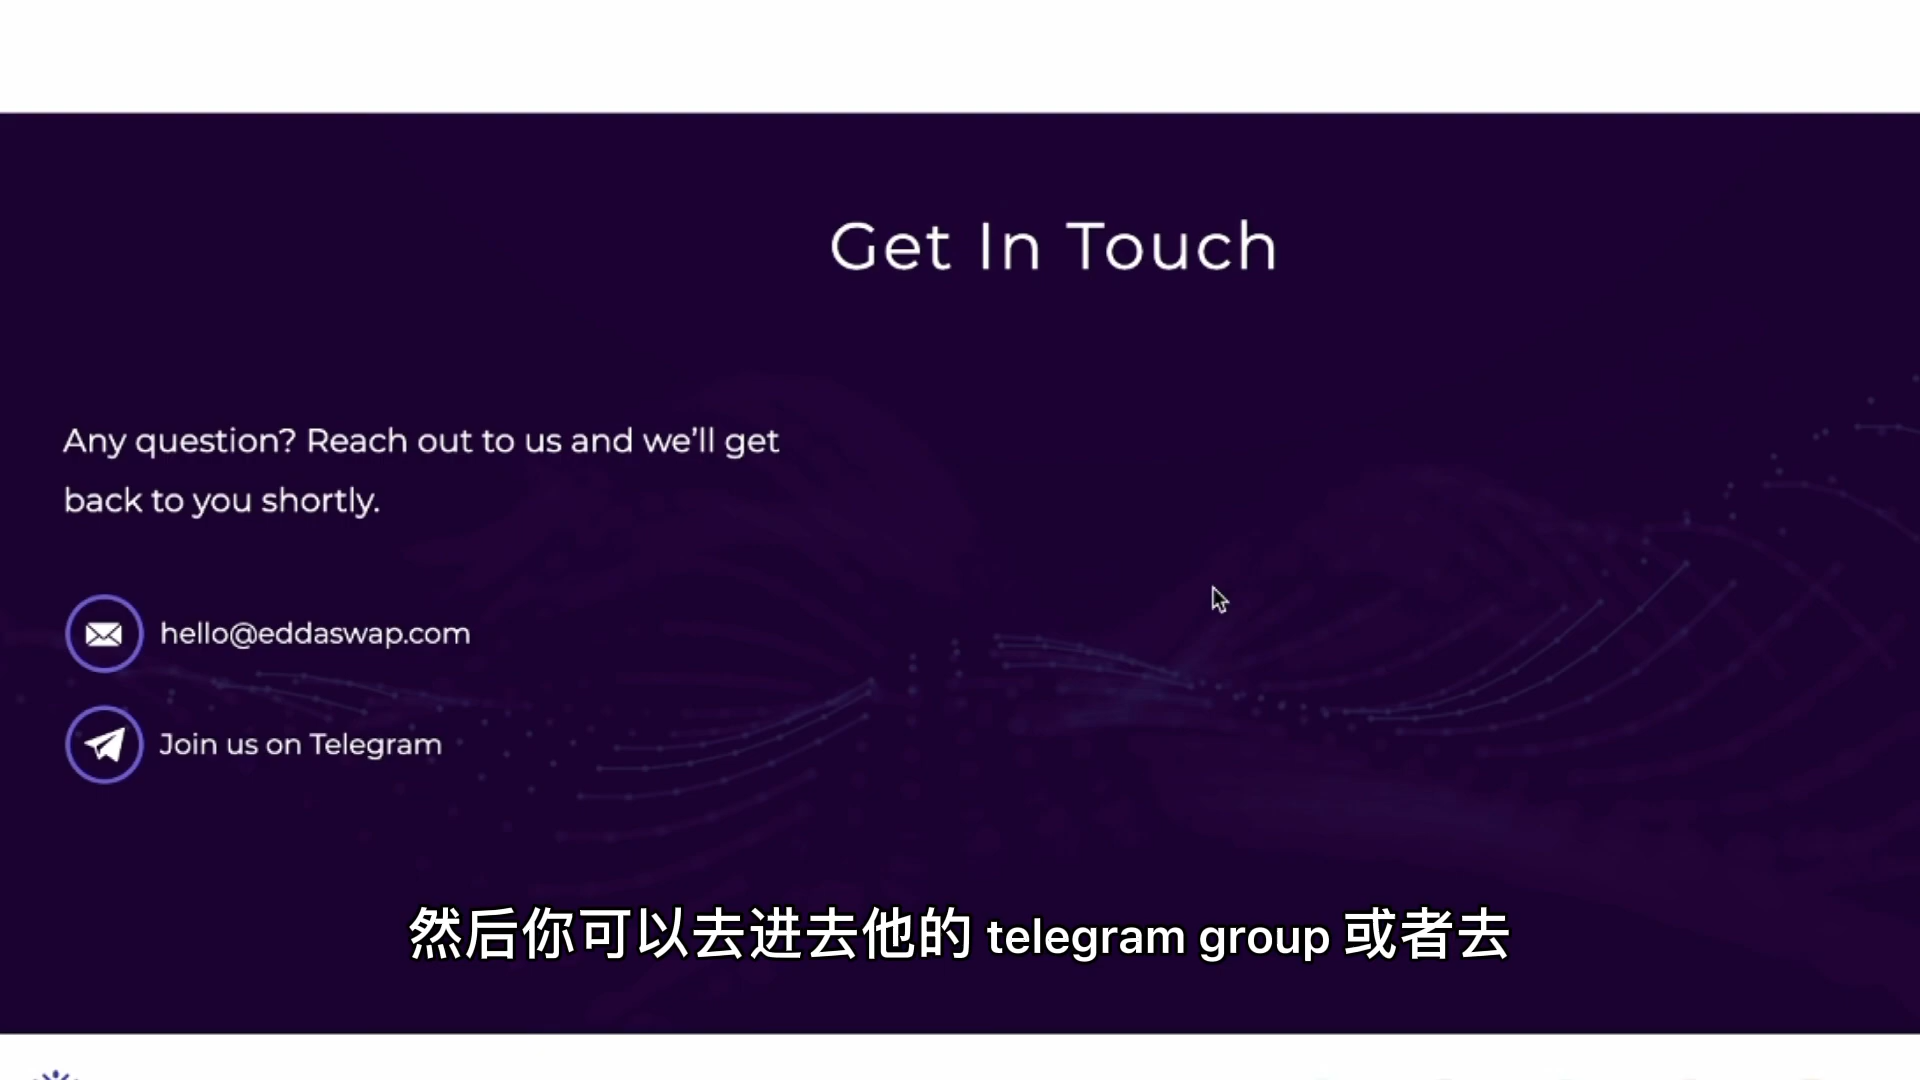 Get In Touch
Any question? Reach out to us and we’ll get
back to you shortly.
hello@eddaswap.com
Join us on Telegram
然后你可以去进去他的 telegram group 或者去